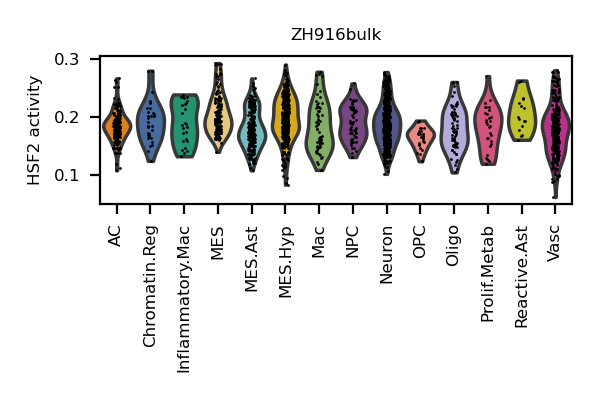 ZH916bulk
HSF2 activity
0.3
0.2
0.1
AC
Chromatin.Reg
Inflammatory.Mac
MES
MES.Ast
MES.Hyp
Mac
NPC
Neuron
OPC
Oligo
Prolif.Metab
Reactive.Ast
Vasc